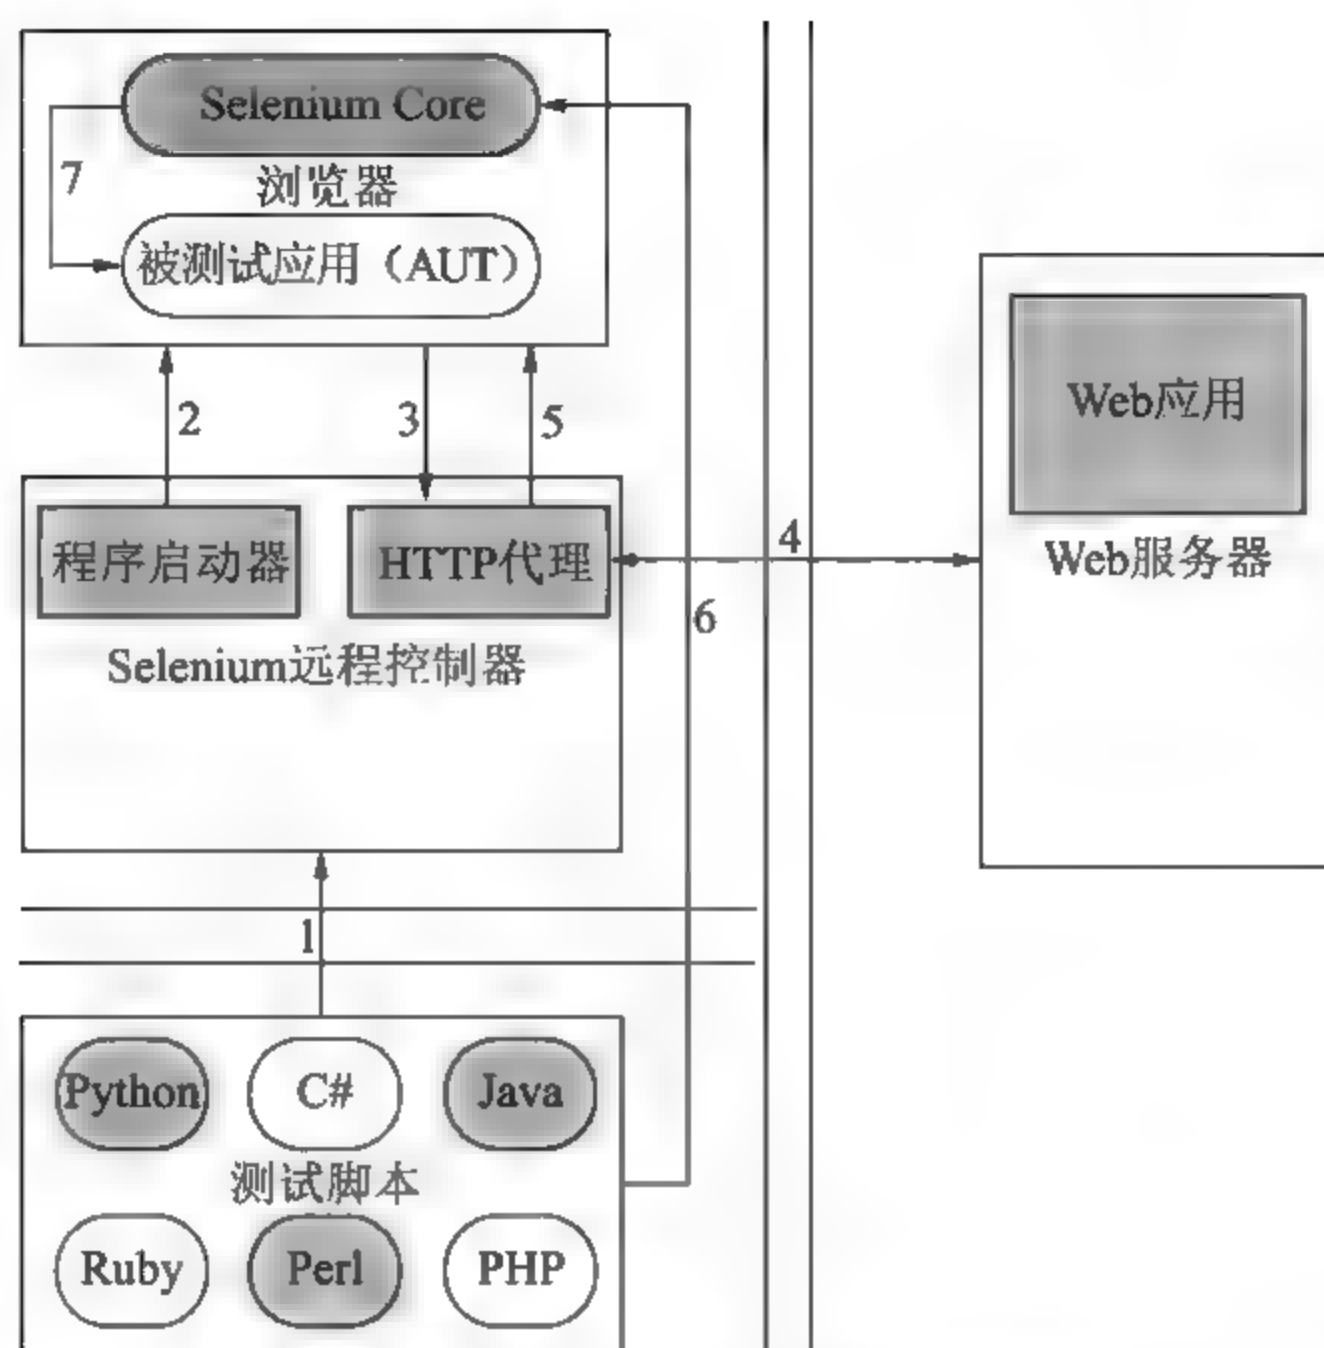 Selenium Core
7
浏览器
被测试应用（AUT）
2
3
5
Web应用
程序启动器
HTTP代理
4
Web服务器
6
Selenium远程控制器
1
Python
C#
Java
测试脚本
Ruby
Perl
PHP